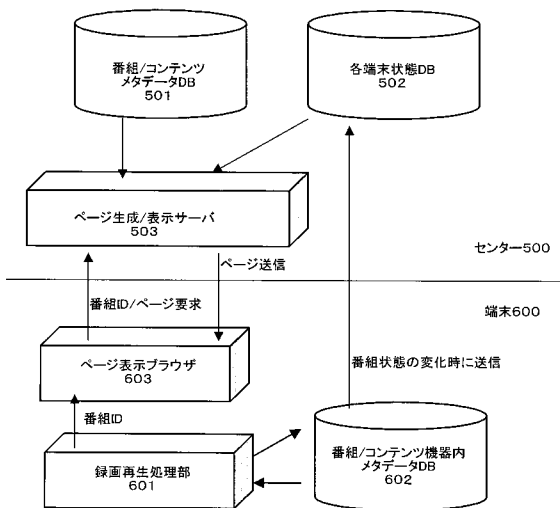 番組/コンテンツ
メタデータDB
501
各端末状態DB
502
ページ生成/表示サーバ
503
センター500
ページ送信
番組ID/ページ要求
端末600
ページ表示ブラウザ
603
番組状態の変化時に送信
番組ID
録画再生処理部
601
番組/コンテンツ機器内
メタデータDB
602